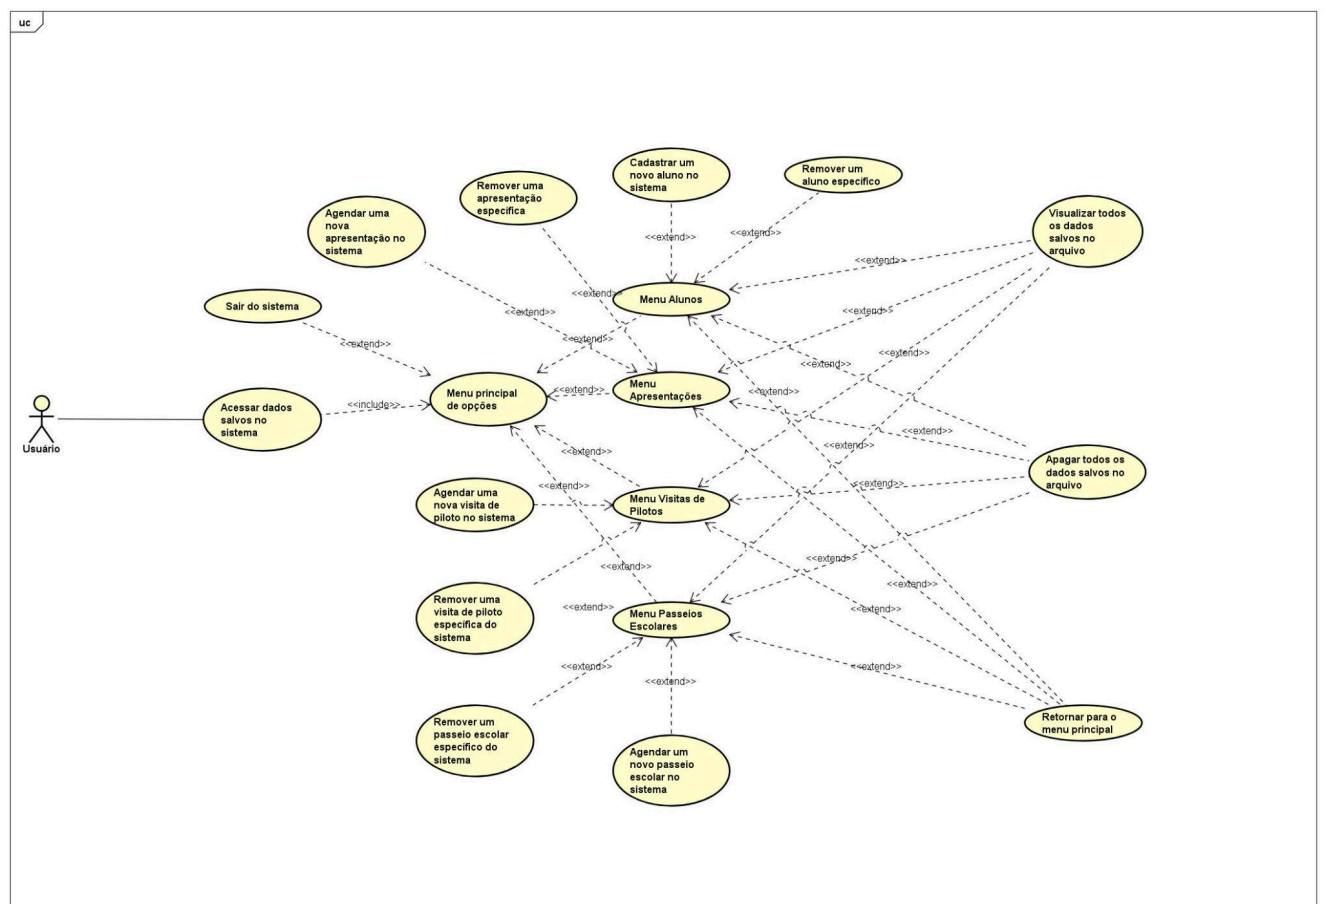 uc
Cadastrar um
novo aluno no
sistema
Remover um
aluno específico
Remover uma
apresentação
específica
Agendar uma
nova
apresentação no
sistema
Visualizar todos
os dados
salvos no
arquivo
<<extend>>
<<extend>>
<<extend>>
<<extend>>
Menu Alunos
Sair do sistema
<<extend>>
<<extend>>
<<extend>>
<<extend>>
<<extend>>
<<extend>>
Menu principal
de opções
<<extend>>
Menu
Apresentações
<<extend>>
<<extend>>
Acessar dados
salvos no
sistema
<<include>>
Usuário
<<extend>>
<<extend>>
<<extend>>
Apagar todos os
dados salvos no
arquivo
Agendar uma
nova visita de
piloto no sistema
<<extend>>
Menu Visitas de
Pilotos
<<extend>>
<<extend>>
<<extend>>
<<extend>>
Remover uma
visita de piloto
específica do
sistema
<<extend>>
Menu Passeios
Escolares
<<extend>>
<<extend>>
<<extend>>
<<extend>>
Remover um
passeio escolar
específico do
sistema
Agendar um
novo passeio
escolar no
sistema
Retornar para o
menu principal